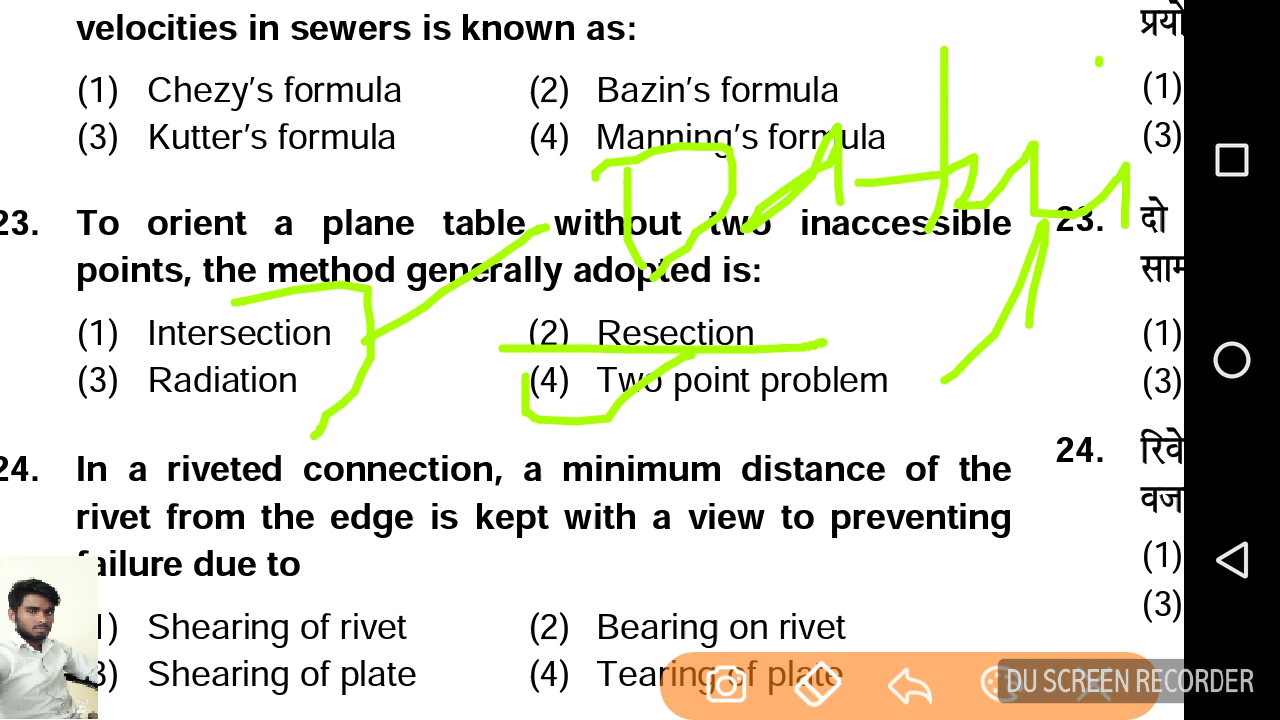 velocities in sewers is known as:
(1) Chezy's formula (2) Bazin's formula
(3) Kutter's formula (4) Manning's formula
23. To orient a plane table without two inaccessible
points, the method generally adopted is:
(1) Intersection (2) Resection
(3) Radiation (4) Two point problem
24. In a riveted connection, a minimum distance of the
rivet from the edge is kept with a view to preventing
failure due to
1) Shearing of rivet (2) Bearing on rivet
3) Shearing of plate (4) Tearing of plate
(1)
(3)
23. दो
(1)
(3)
24.
(1)
(3)
DU SCREEN RECORDER